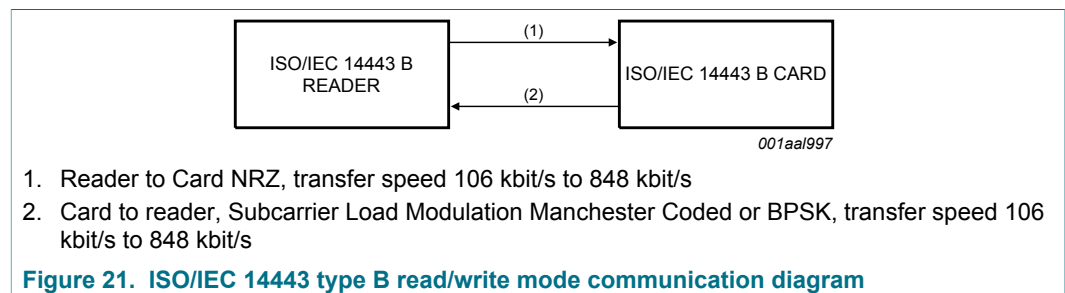 (1)
ISO/IEC 14443 B
READER
ISO/IEC 14443 B CARD
(2)
001aal997
1. Reader to Card NRZ, transfer speed 106 kbit/s to 848 kbit/s
2. Card to reader, Subcarrier Load Modulation Manchester Coded or BPSK, transfer speed 106
kbit/s to 848 kbit/s
Figure 21. ISO/IEC 14443 type B read/write mode communication diagram